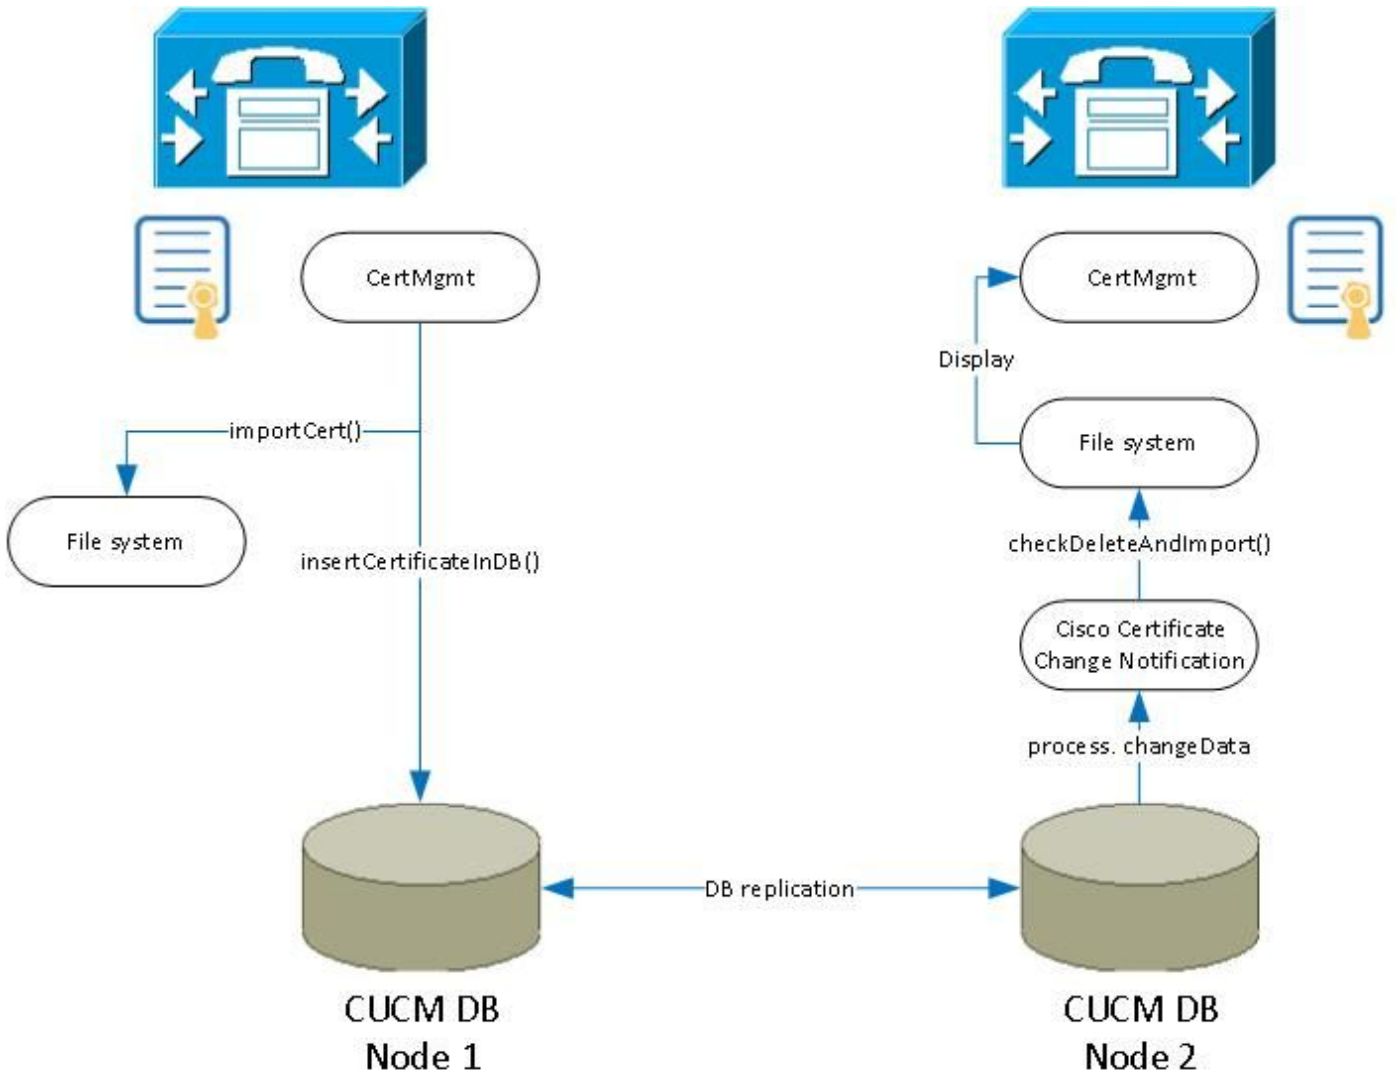 CertMgmt
importCert()
File system
insertCertificateInDB()
CUCM DB
Node 1
DB replication
CertMgmt
Display
File system
checkDeleteAndImport()
Cisco Certificate
Change Notification
process. changeData
CUCM DB
Node 2